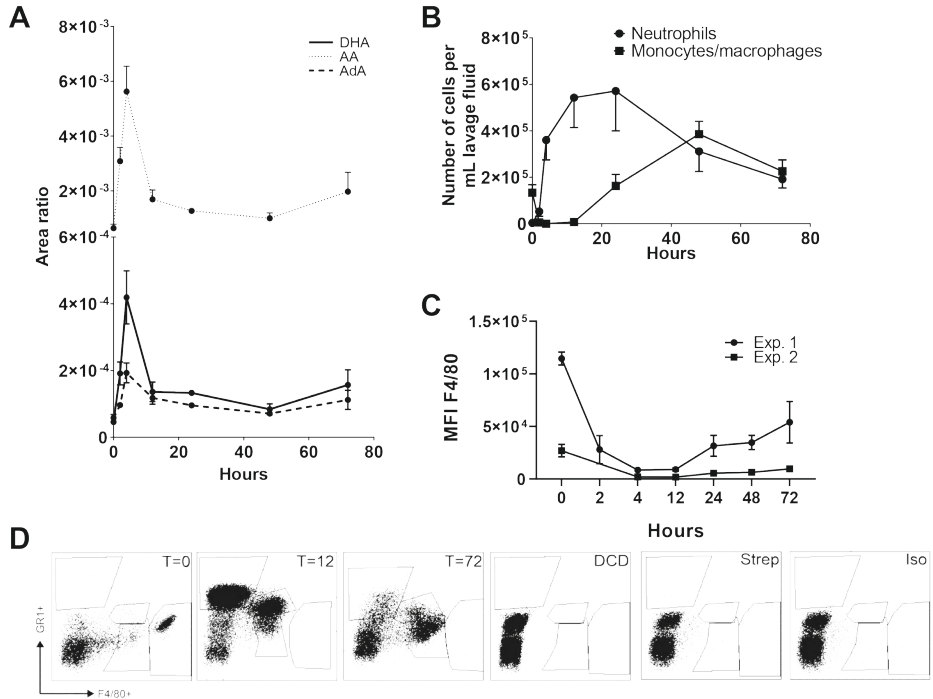 A
8×10⁻³
6×10⁻³
4×10⁻³
2×10⁻³
6×10⁻⁴
4×10⁻⁴
2×10⁻⁴
0
Area ratio
DHA
AA
AdA
0 20 40 60 80
Hours
B
Neutrophils
Monocytes/macrophages
8×10⁵
6×10⁵
4×10⁵
2×10⁵
0
Number of cells per
mL lavage fluid
0 20 40 60 80
Hours
C
1.5×10⁵
1×10⁵
5×10⁴
0
MFI F4/80
Exp. 1
Exp. 2
0 2 4 12 24 48 72
Hours
D
T=0 T=12 T=72 DCD Strep Iso
GR1+
F4/80+